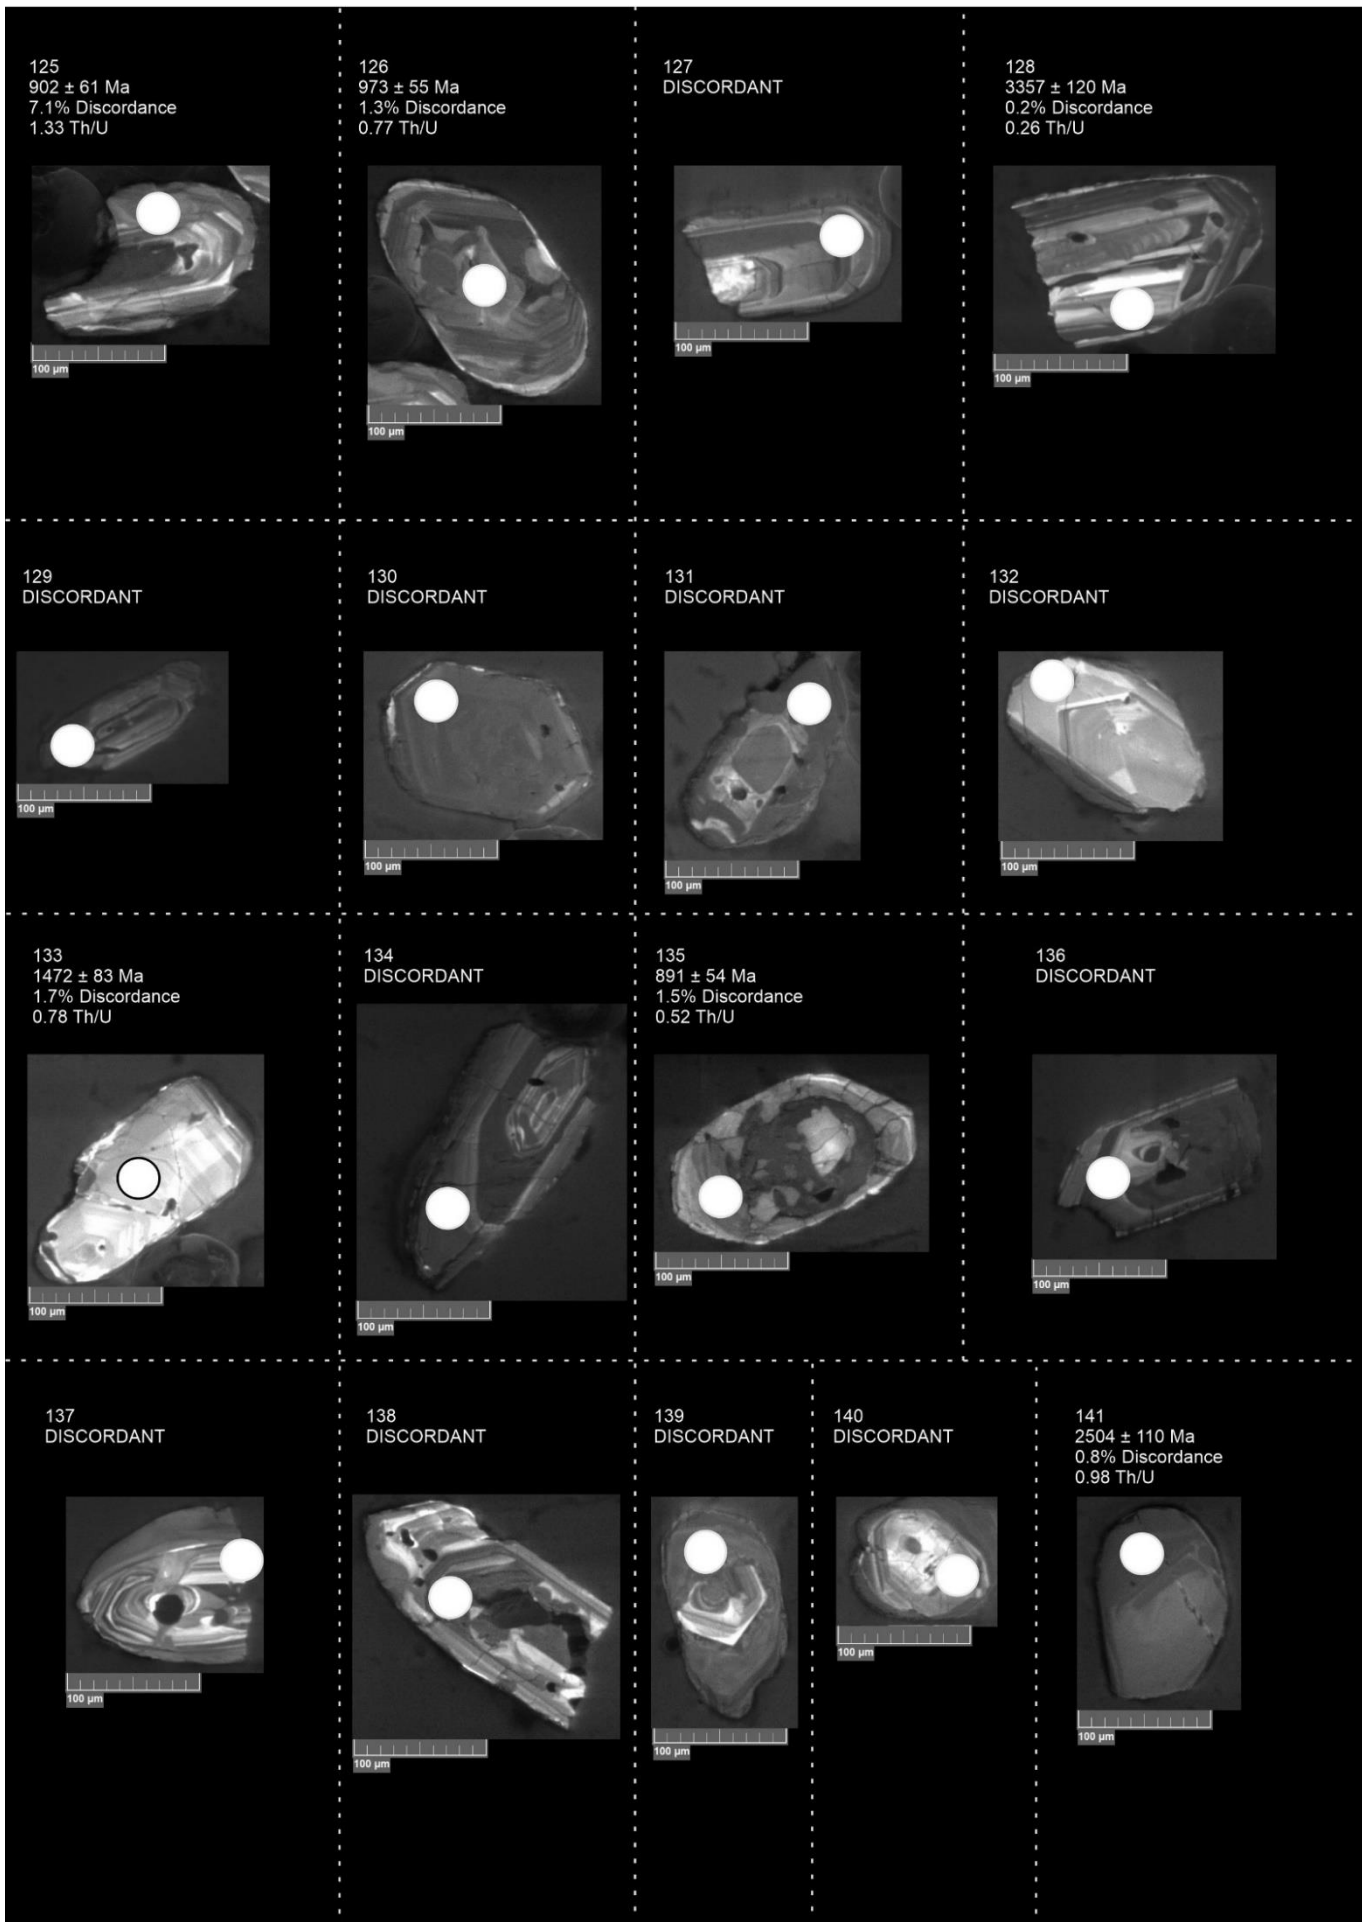 125
902 ± 61 Ma
7.1% Discordance
1.33 Th/U
126
973 ± 55 Ma
1.3% Discordance
0.77 Th/U
127
DISCORDANT
128
3357 ± 120 Ma
0.2% Discordance
0.26 Th/U
100 µm
100 µm
100 µm
100 µm
129
DISCORDANT
130
DISCORDANT
131
DISCORDANT
132
DISCORDANT
100 µm
100 µm
100 µm
100 µm
133
1472 ± 83 Ma
1.7% Discordance
0.78 Th/U
134
DISCORDANT
135
891 ± 54 Ma
1.5% Discordance
0.52 Th/U
136
DISCORDANT
100 µm
100 µm
100 µm
100 µm
137
DISCORDANT
138
DISCORDANT
139
DISCORDANT
140
DISCORDANT
141
2504 ± 110 Ma
0.8% Discordance
0.98 Th/U
100 µm
100 µm
100 µm
100 µm
100 µm